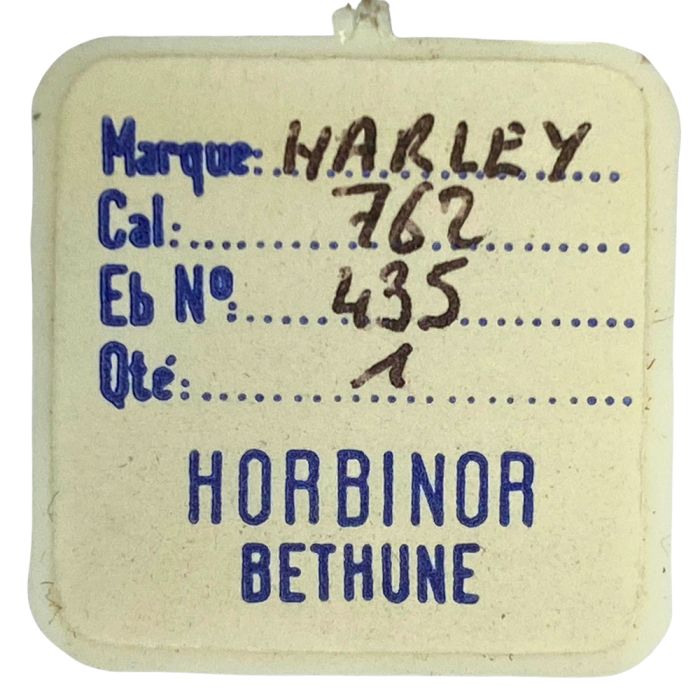 Marque: HARLEY
Cal: 762
Eb Nº: 435
Qté: 1
HORBINOR
BETHUNE